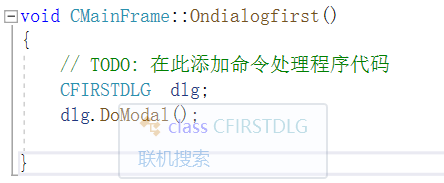 void CMainFrame::Ondialogfirst()
{
// TODO: 在此添加命令处理程序代码
CFIRSTDLG dlg;
dlg.DoModal();
class CFIRSTDLG
联机搜索
}